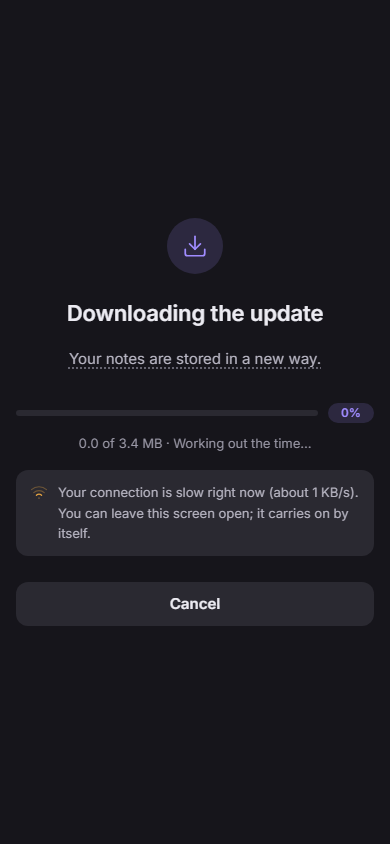 Downloading the update
Your notes are stored in a new way.
0%
0.0 of 3.4 MB · Working out the time...
Your connection is slow right now (about 1 KB/s).
You can leave this screen open; it carries on by
itself.
Cancel